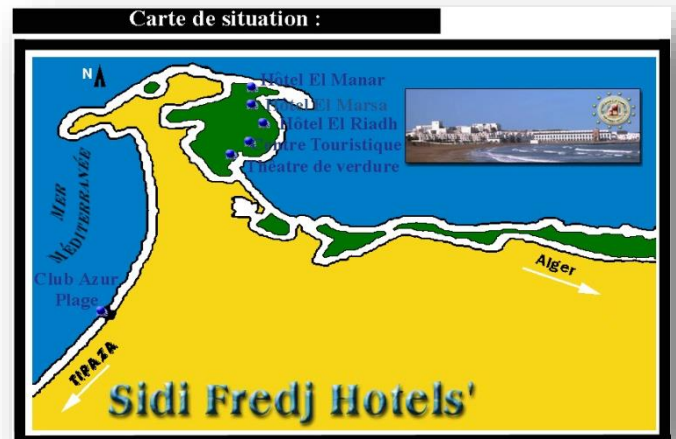 Carte de situation :
N
Hôtel El Manar
Hôtel El Marsa
Hôtel El Riadh
Centre Touristique
Théatre de verdure
MER
MÉDITERRANÉE
Club Azur
Plage
Alger
TIPAZA
Sidi Fredj Hotels'